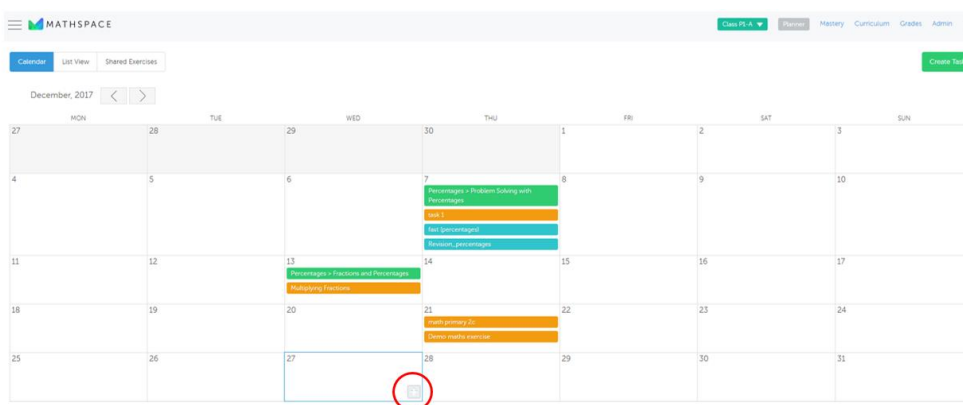 MATHSPACE
Class P5-A
Planner
Mastery
Curriculum
Grades
Admin
Calendar
List View
Shared Exercises
Create Tas
December, 2017
MON TUE WED THU FRI SAT SUN
27 28 29 30 1 2 3
4 5 6 7 8 9 10
Percentages > Problem Solving with
Percentages
task 1
fast (percentages)
Revision_percentages
11 12 13 14 15 16 17
Percentages > Fractions and Percentages
Multiplying Fractions
18 19 20 21 22 23 24
math primary 2c
Demo maths exercise
25 26 27 28 29 30 31